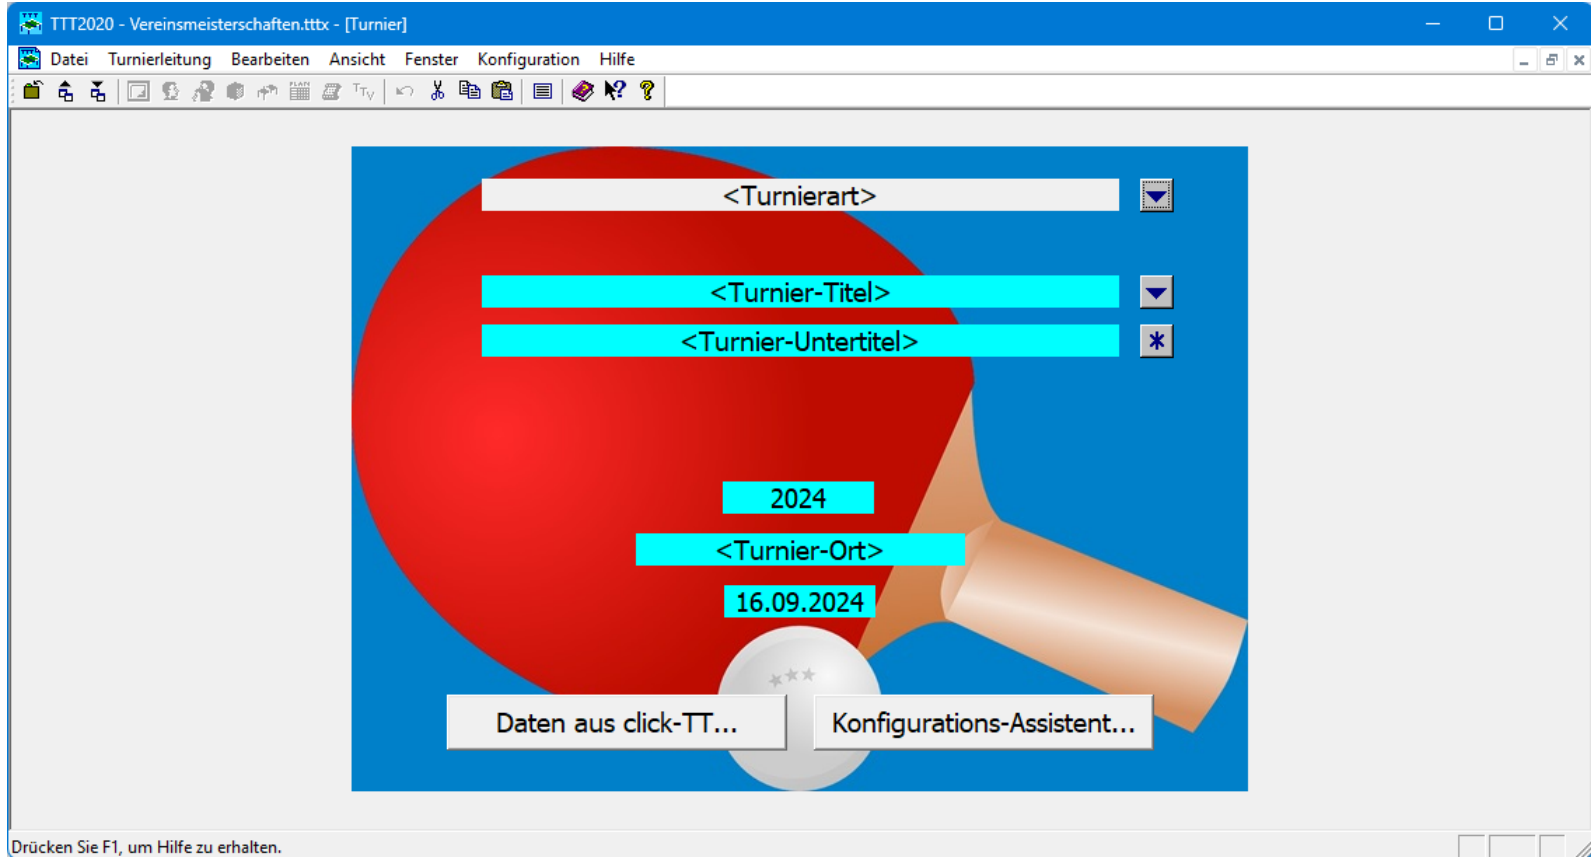 TTT2020 - Vereinsmeisterschaften.tttx - [Turnier]
Datei Turnierleitung Bearbeiten Ansicht Fenster Konfiguration Hilfe
<Turnierart>
<Turnier-Titel>
<Turnier-Untertitel>
2024
<Turnier-Ort>
16.09.2024
Daten aus click-TT... Konfigurations-Assistent...
Drücken Sie F1, um Hilfe zu erhalten.